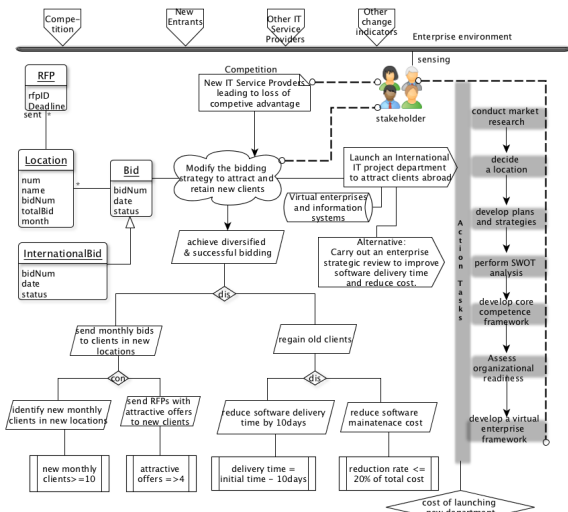 Compe-
tition
New
Entrants
Other IT
Service
Providers
Other
change
indicators
Enterprise environment
sensing
RFP
rfpID
Deadline
sent *
Competition
New IT Service Provders
leading to loss of
competive advantage
stakeholder
Location
num
name
bidNum
totalBid
month
*
Bid
bidNum
date
status
Modify the bidding
strategy to attract and
retain new clients
Launch an International
IT project department
to attract clients abroad
Virtual enterprises
and information
systems
InternationalBid
bidNum
date
status
achieve diversified
& successful bidding
Alternative:
Carry out an enterprise
strategic review to improve
software delivery time
and reduce cost.
dis
send monthly bids
to clients in new
locations
regain old clients
con
dis
identify new monthly
clients in new locations
send RFPs with
attractive offers
to new clients
reduce software delivery
time by 10days
reduce software
mainatenace cost
new monthly
clients>=10
attractive
offers =>4
delivery time =
initial time - 10days
reduction rate <=
20% of total cost
Action Tasks
conduct market
research
decide
a location
develop plans
and strategies
perform SWOT
analysis
develop core
competence
framework
Assess
organizational
readiness
develop a virtual
enterprise
framework
cost of launching
new department